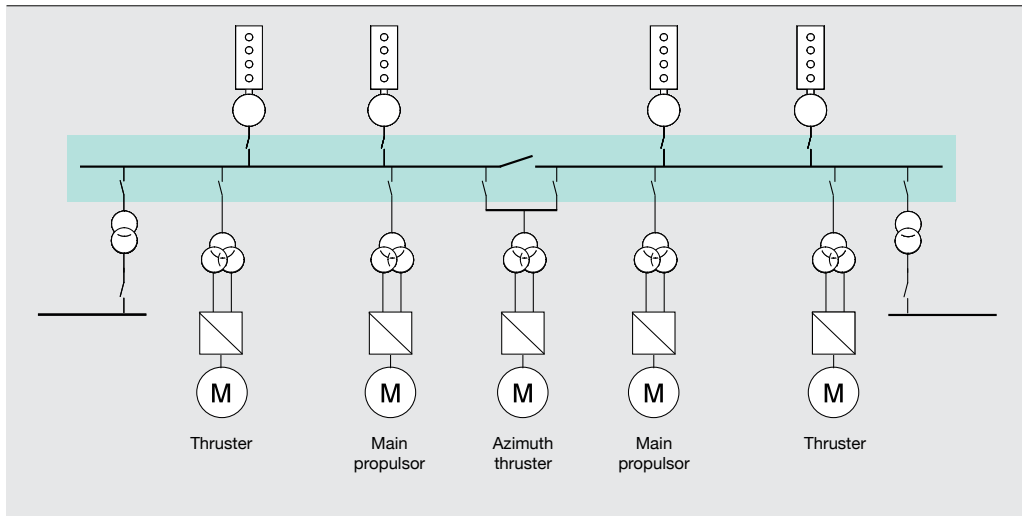 M
M
M
M
M
Thruster
Main
propulsor
Azimuth
thruster
Main
propulsor
Thruster